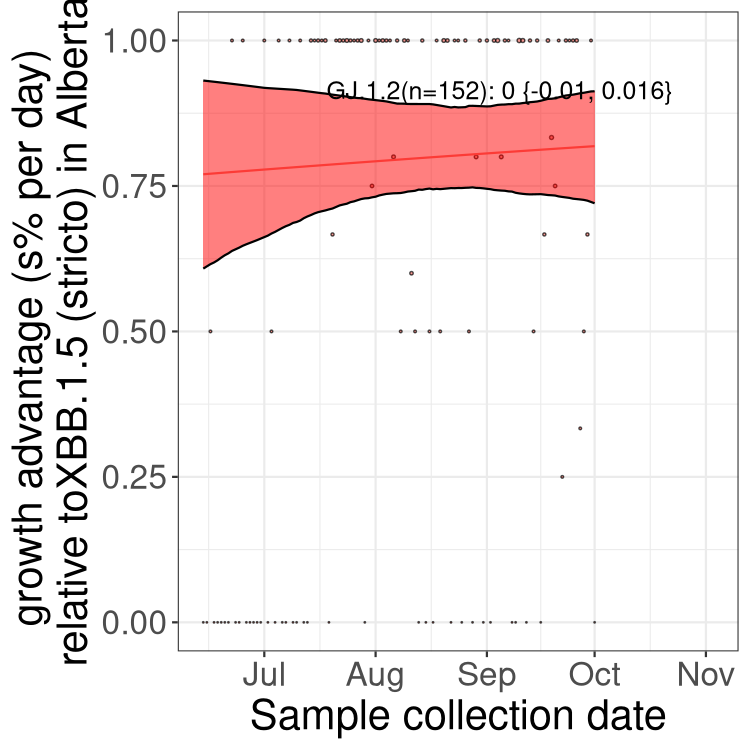 growth advantage (s% per day)
relative toXBB.1.5 (stricto) in Alberta
1.00
0.75
0.50
0.25
0.00
GJ.1.2(n=152): 0 {-0.01, 0.016}
Jul Aug Sep Oct Nov
Sample collection date